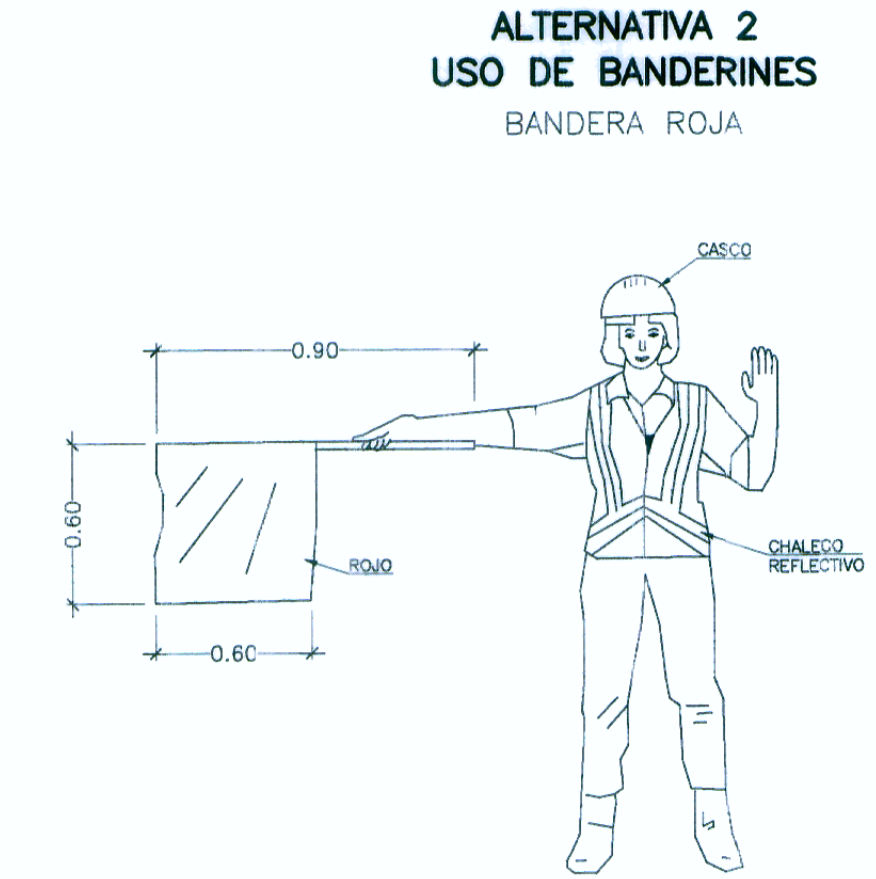 ALTERNATIVA 2
USO DE BANDERINES
BANDERA ROJA
CASCO
0.90
0.60
ROJO
CHALECO
REFLECTIVO
0.60